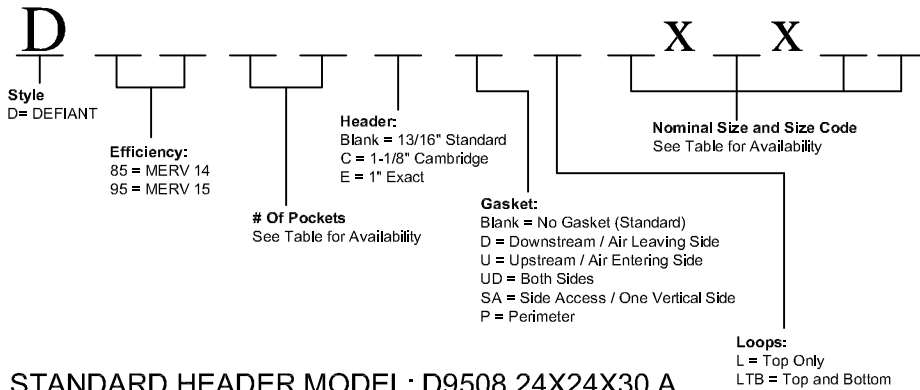 D X X
Style
D= DEFIANT
Efficiency:
85 = MERV 14
95 = MERV 15
# Of Pockets
See Table for Availability
Header:
Blank = 13/16" Standard
C = 1-1/8" Cambridge
E = 1" Exact
Gasket:
Blank = No Gasket (Standard)
D = Downstream / Air Leaving Side
U = Upstream / Air Entering Side
UD = Both Sides
SA = Side Access / One Vertical Side
P = Perimeter
Nominal Size and Size Code
See Table for Availability
Loops:
L = Top Only
LTB = Top and Bottom
STANDARD HEADER MODEL: D9508 24X24X30 A